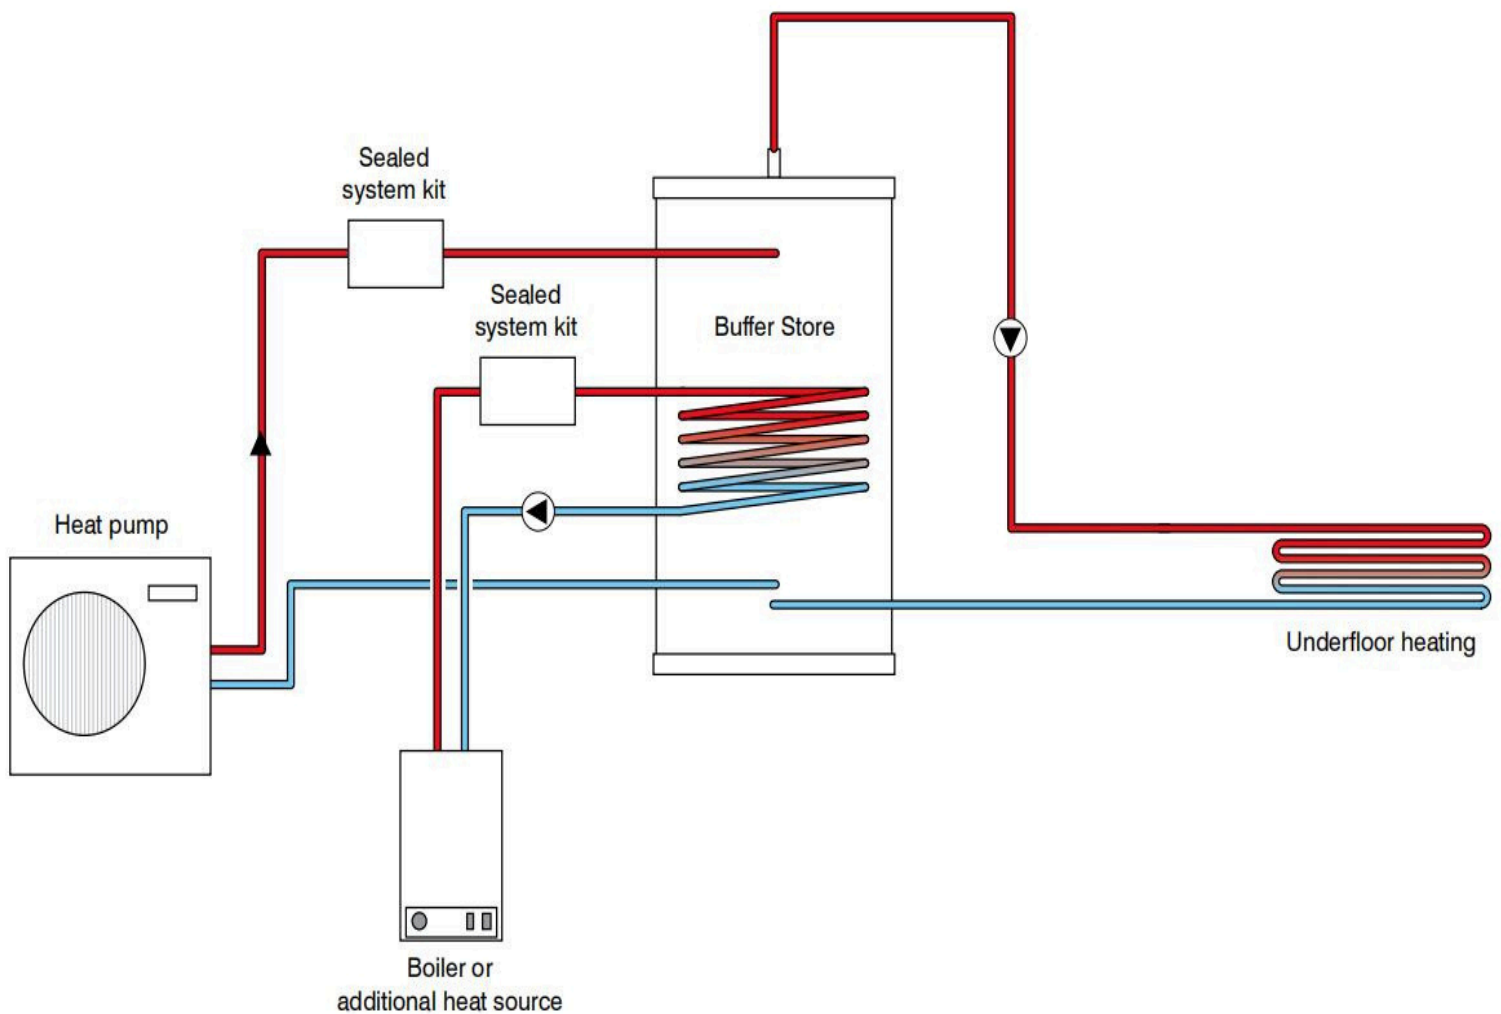 Sealed
system kit
Sealed
system kit
Buffer Store
Heat pump
Underfloor heating
Boiler or
additional heat source